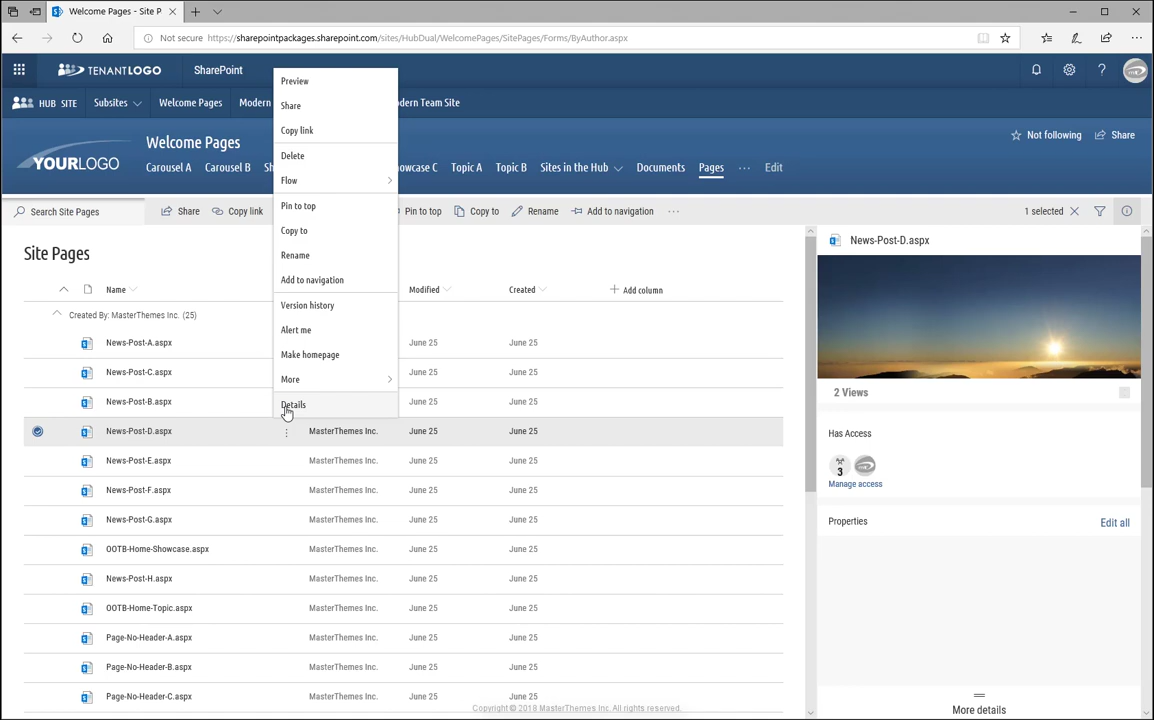 Welcome Pages - Site P
Not secure https://sharepointpackages.sharepoint.com/sites/HubDual/WelcomePages/SitePages/Forms/ByAuthor.aspx
TENANTLOGO SharePoint
HUB SITE Subsites Welcome Pages Modern odern Team Site
YOURLOGO
Welcome Pages
Not following Share
Carousel A Carousel B Sh owcase C Topic A Topic B Sites in the Hub Documents Pages ... Edit
Search Site Pages Share Copy link Pin to top Copy to Rename Add to navigation ... 1 selected
Preview
Share
Copy link
Delete
Flow
Pin to top
Copy to
Rename
Add to navigation
Version history
Alert me
Make homepage
More
Details
Site Pages
Name Modified Created Add column
Created By: MasterThemes Inc. (25)
News-Post-A.aspx June 25 June 25
News-Post-C.aspx June 25 June 25
News-Post-B.aspx June 25 June 25
News-Post-D.aspx MasterThemes Inc. June 25 June 25
News-Post-E.aspx MasterThemes Inc. June 25 June 25
News-Post-F.aspx MasterThemes Inc. June 25 June 25
News-Post-G.aspx MasterThemes Inc. June 25 June 25
OOTB-Home-Showcase.aspx MasterThemes Inc. June 25 June 25
News-Post-H.aspx MasterThemes Inc. June 25 June 25
OOTB-Home-Topic.aspx MasterThemes Inc. June 25 June 25
Page-No-Header-A.aspx MasterThemes Inc. June 25 June 25
Page-No-Header-B.aspx MasterThemes Inc. June 25 June 25
Page-No-Header-C.aspx MasterThemes Inc. June 25 June 25
Copyright © 2018 MasterThemes Inc. All rights reserved.
News-Post-D.aspx
2 Views
Has Access
3
Manage access
Properties Edit all
More details